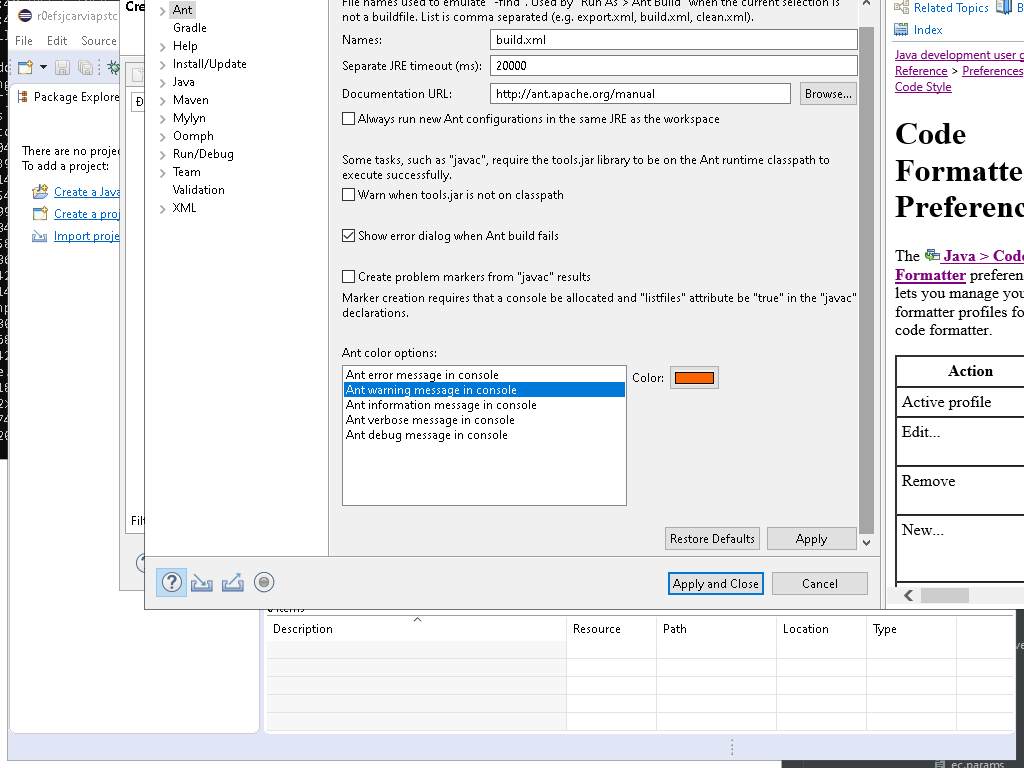 r0efsjcarviapstc
File Edit Source
Package Explore
There are no projec
To add a project:
Create a Java
Create a proj
Import proje
Cre
Filt
Ant
Gradle
Help
Install/Update
Java
Maven
Mylyn
Oomph
Run/Debug
Team
Validation
XML
File names used to emulate "-find". Used by "Run As > Ant Build" when the current selection is
not a buildfile. List is comma separated (e.g. export.xml, build.xml, clean.xml).
Names: build.xml
Separate JRE timeout (ms): 20000
Documentation URL: http://ant.apache.org/manual Browse...
Always run new Ant configurations in the same JRE as the workspace
Some tasks, such as "javac", require the tools.jar library to be on the Ant runtime classpath to
execute successfully.
Warn when tools.jar is not on classpath
Show error dialog when Ant build fails
Create problem markers from "javac" results
Marker creation requires that a console be allocated and "listfiles" attribute be "true" in the "javac"
declarations.
Ant color options:
Ant error message in console
Ant warning message in console
Ant information message in console
Ant verbose message in console
Ant debug message in console
Color:
Restore Defaults Apply
Apply and Close Cancel
Related Topics B
Index
Java development user g
Reference > Preferences
Code Style
Code
Formatte
Preferenc
The Java > Code
Formatter preferen
lets you manage you
formatter profiles fo
code formatter.
Action
Active profile
Edit...
Remove
New...
Description Resource Path Location Type
ec.params